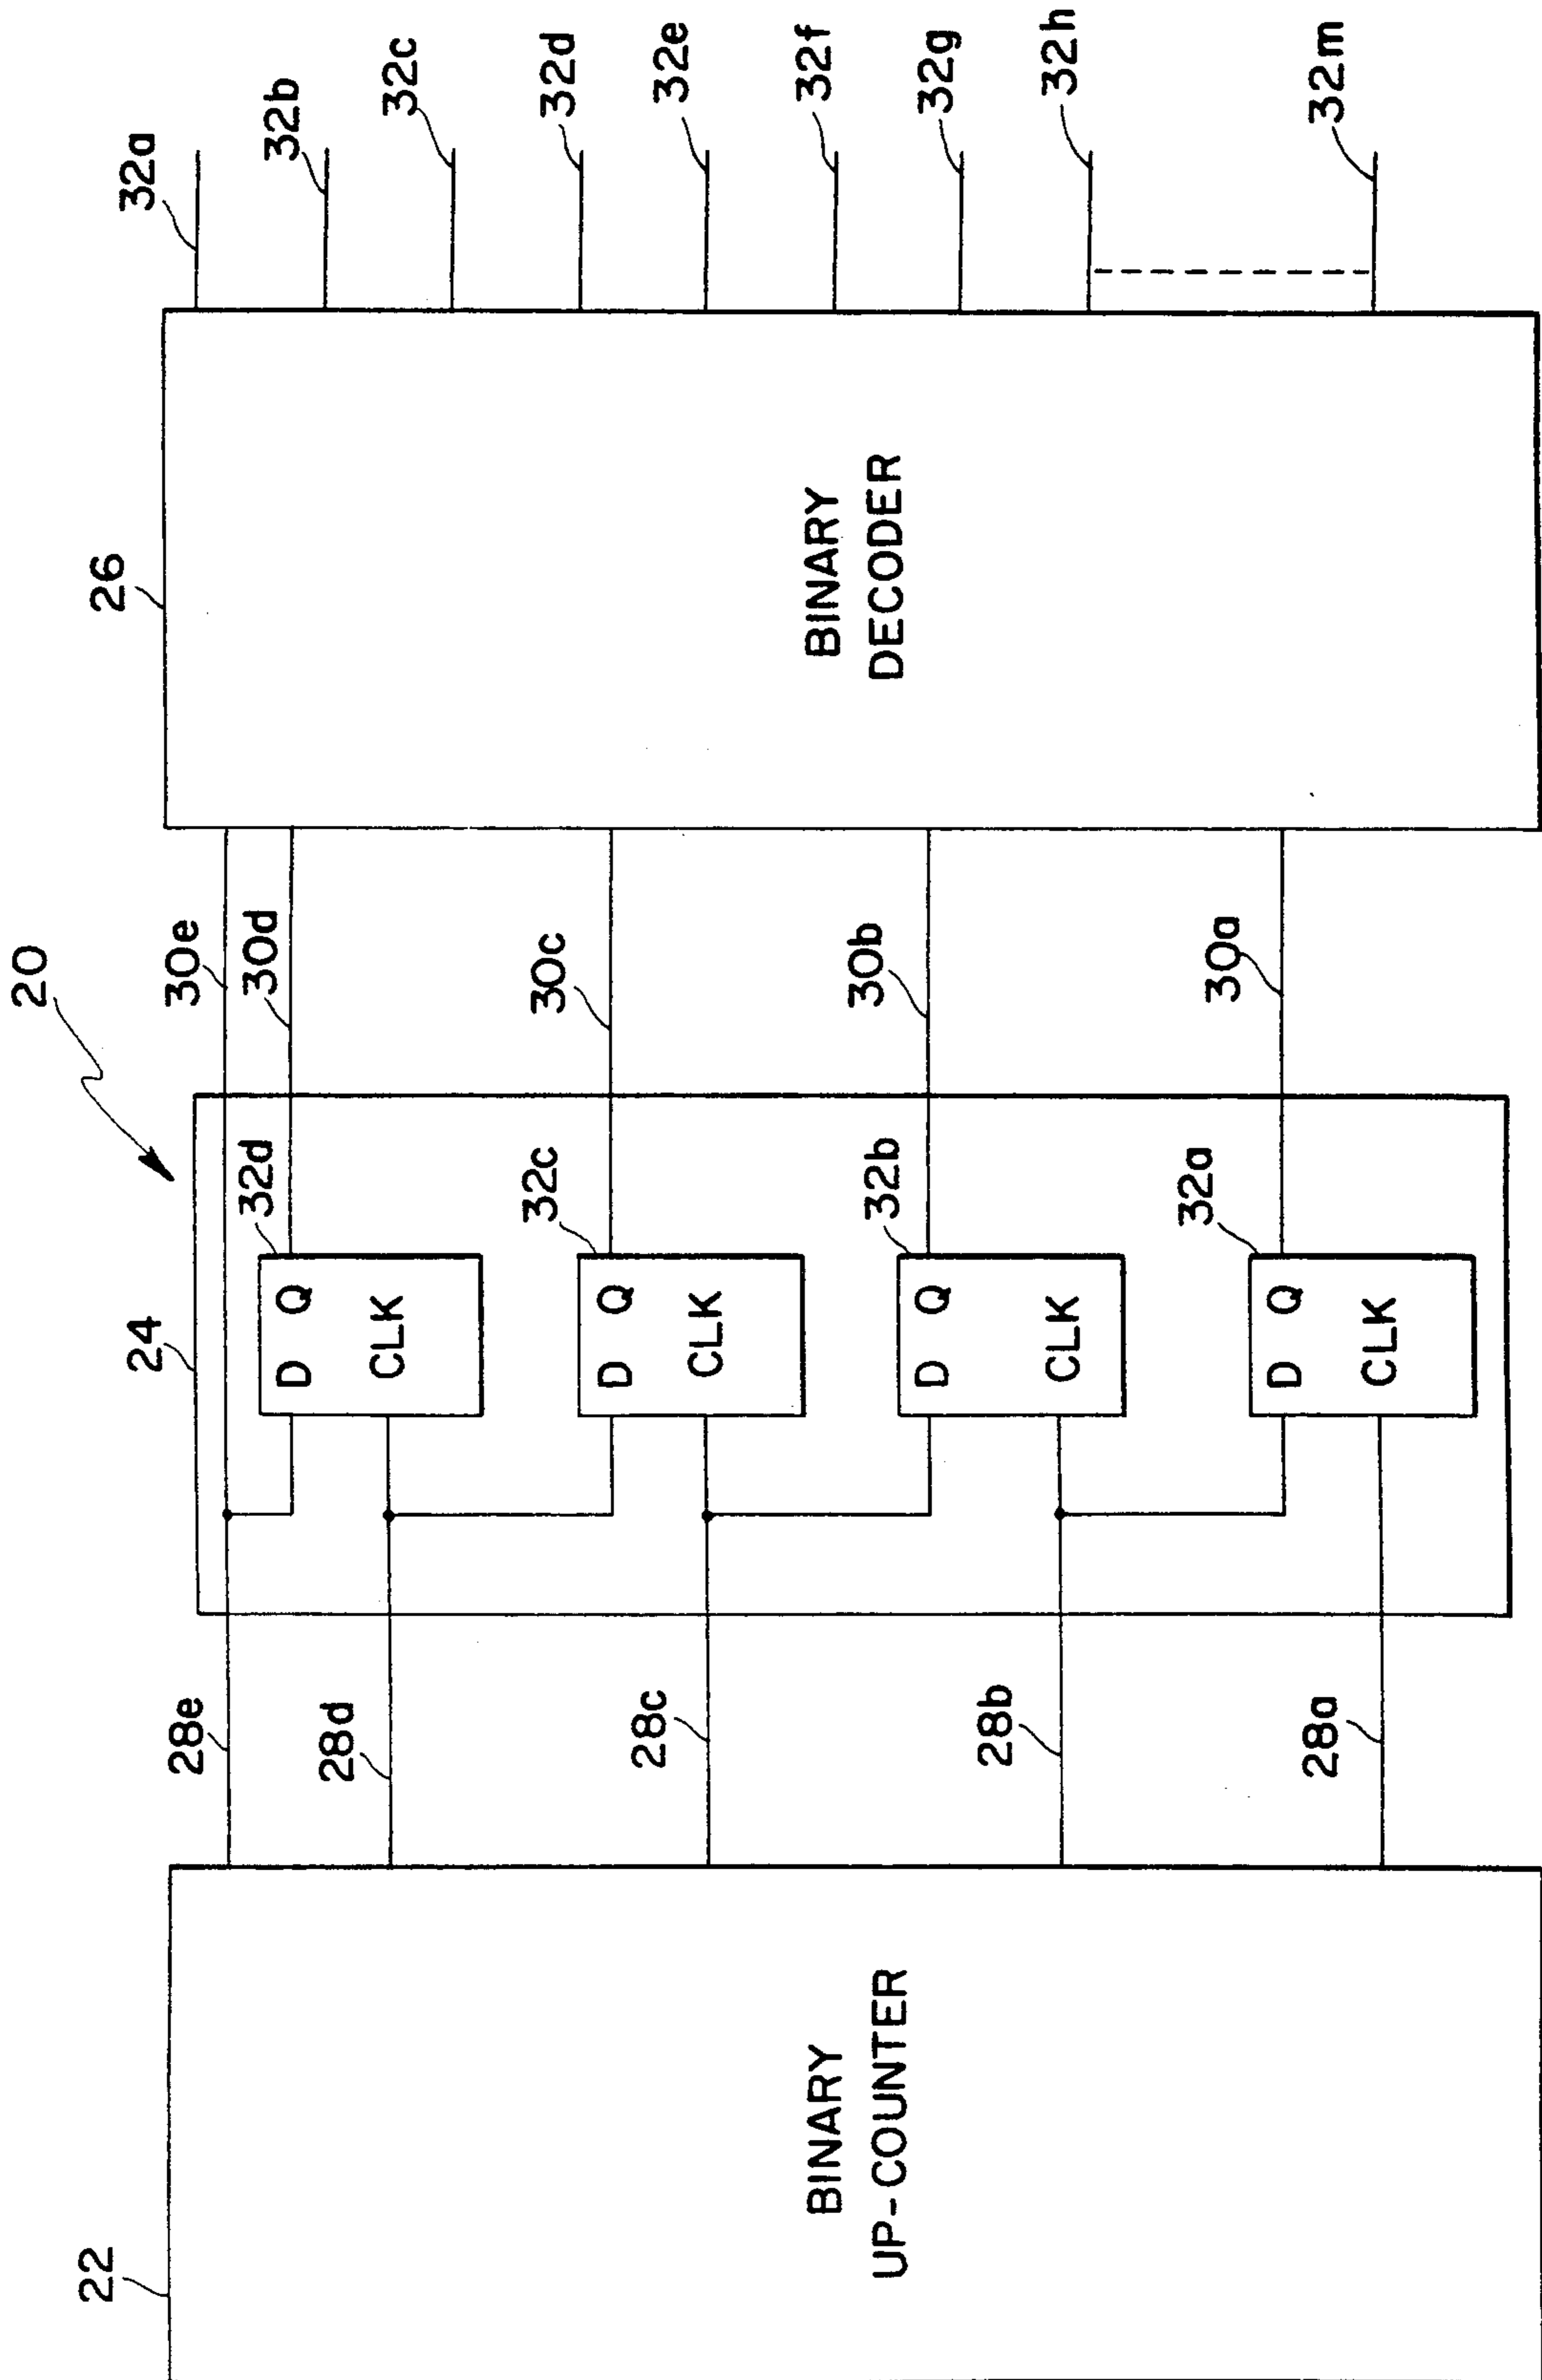 20
22
BINARY
UP-COUNTER
28e
28d
28c
28b
28a
24
32d
D Q
CLK
32c
D Q
CLK
32b
D Q
CLK
32a
D Q
CLK
30e
30d
30c
30b
30a
26
BINARY
DECODER
32a
32b
32c
32d
32e
32f
32g
32h
32m